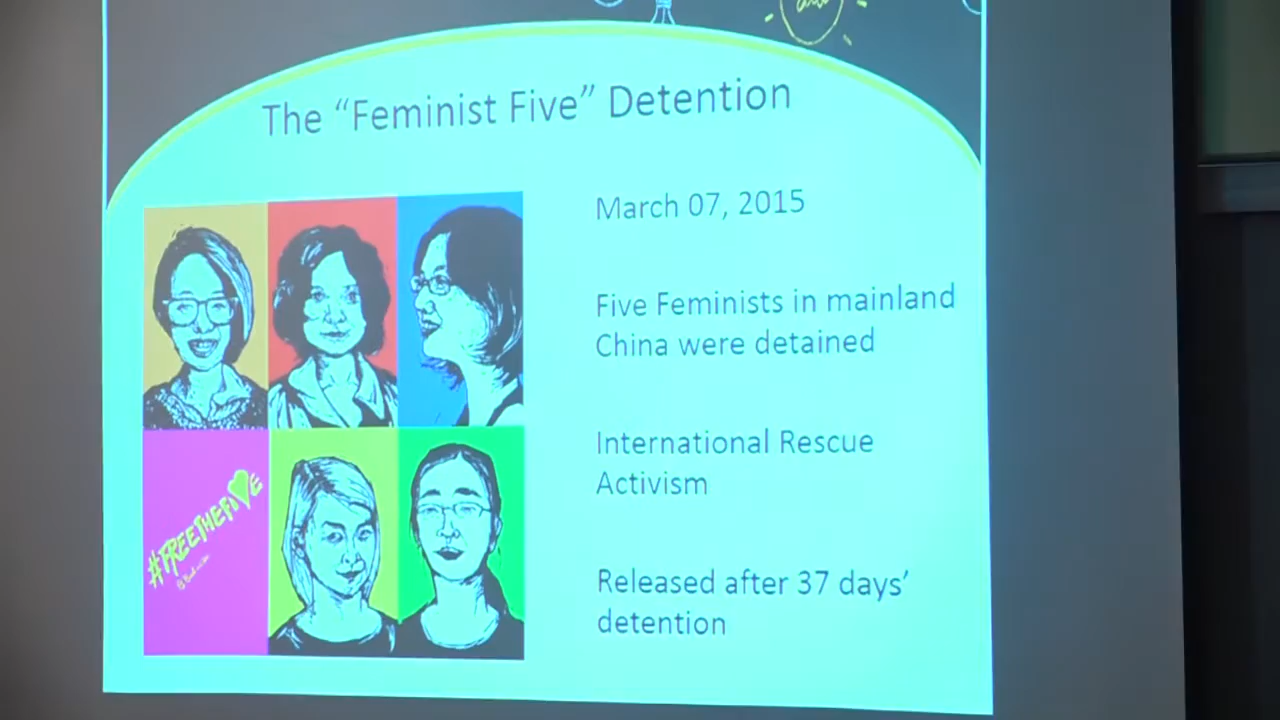 The “Feminist Five” Detention
March 07, 2015
Five Feminists in mainland
China were detained
International Rescue
Activism
Released after 37 days’
detention
#FREETHEFIVE